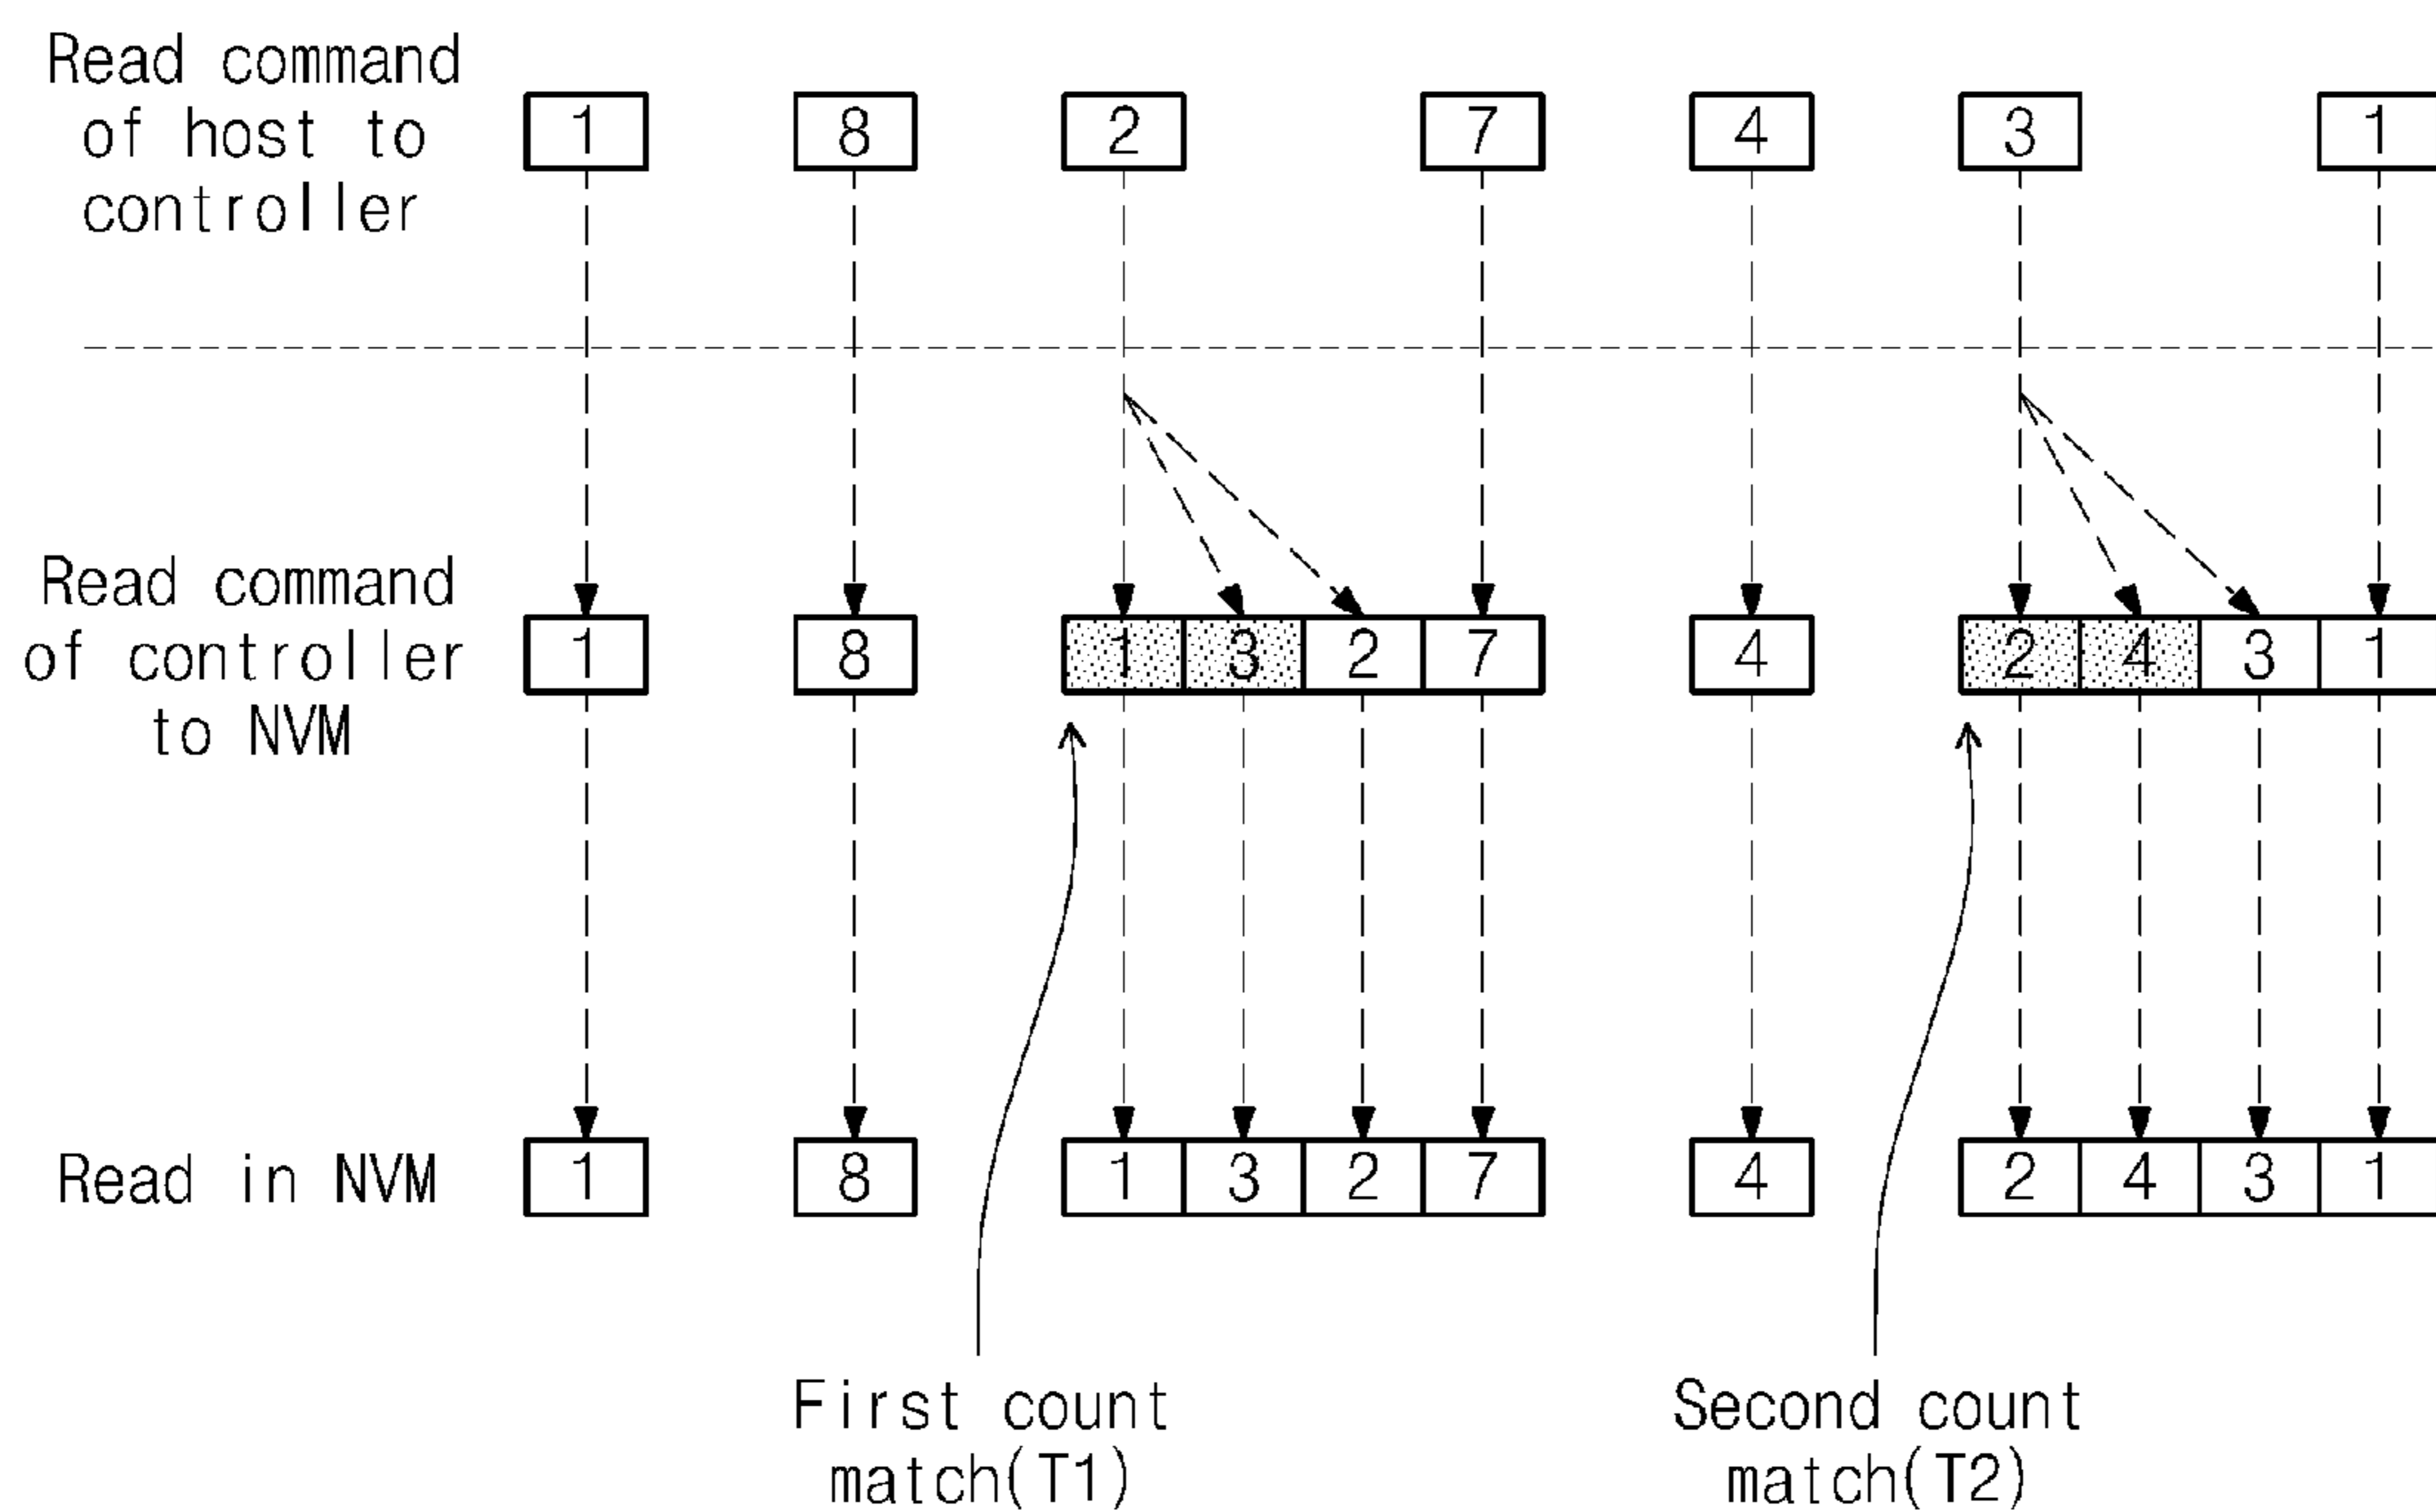 Read command
of host to
controller
1 8 2 7 4 3 1
Read command
of controller
to NVM
1 8 1 3 2 7 4 2 4 3 1
Read in NVM
1 8 1 3 2 7 4 2 4 3 1
First count
match(T1)
Second count
match(T2)